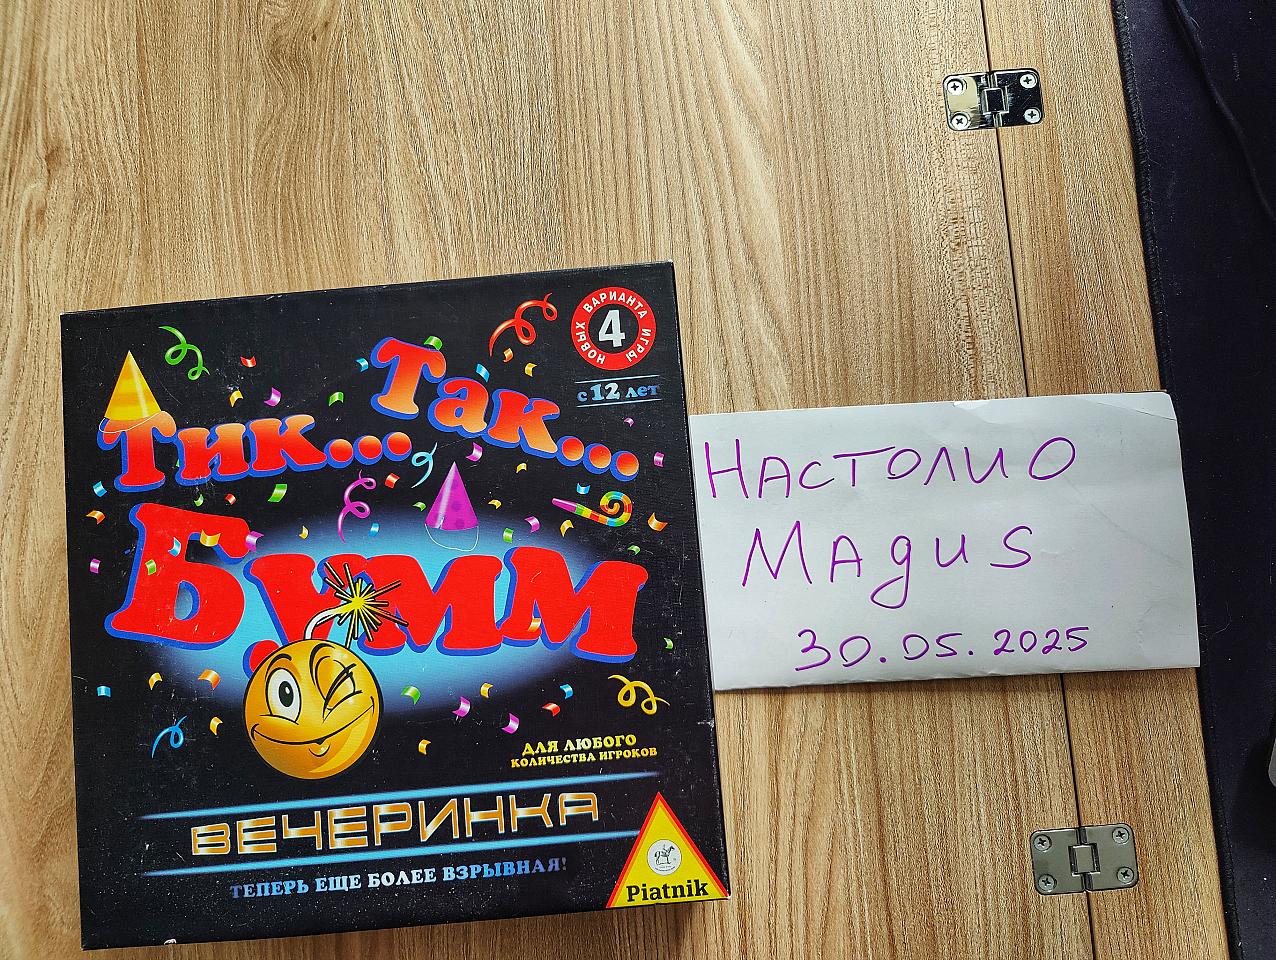 НОВЫХ ВАРИАНТА ИГРЫ
4
с 12 лет
Тик... Так...
Бумм
ДЛЯ ЛЮБОГО
КОЛИЧЕСТВА ИГРОКОВ
ВЕЧЕРИНКА
ТЕПЕРЬ ЕЩЕ БОЛЕЕ ВЗРЫВНАЯ!
Piatnik
НАСТОЛИО
MAgus
30.05.2025